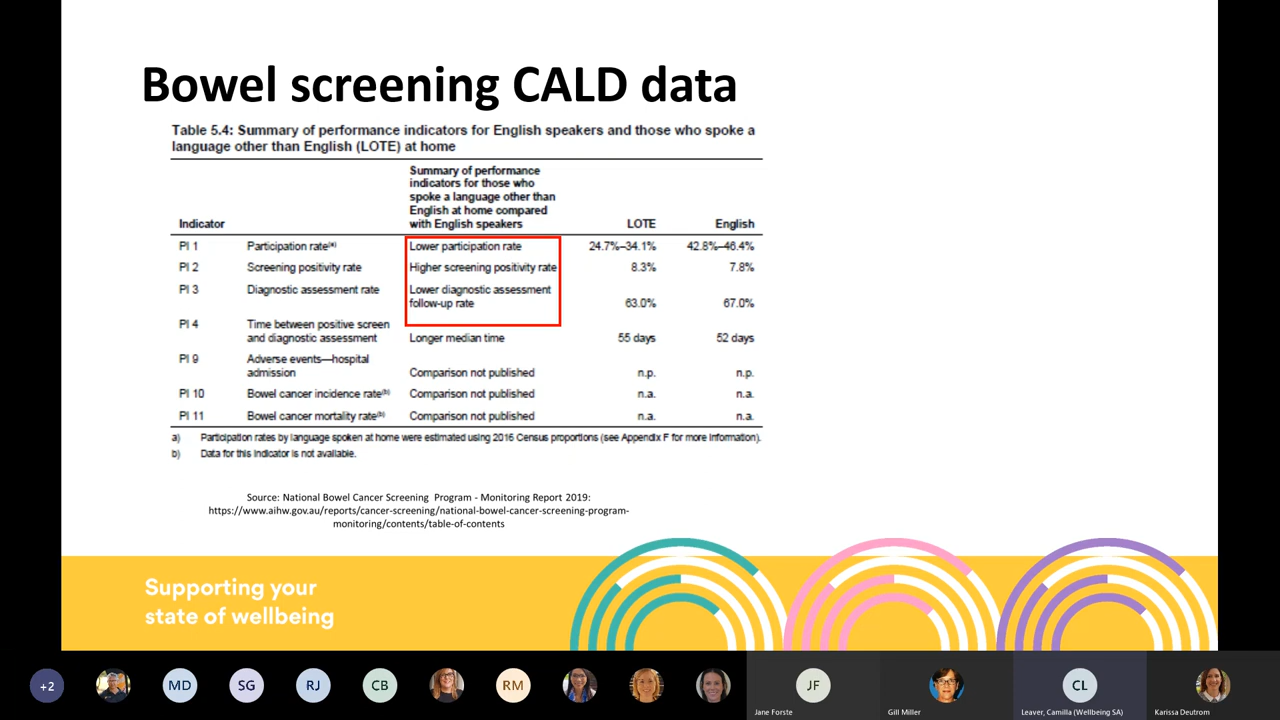 Bowel screening CALD data
Table 5.4: Summary of performance indicators for English speakers and those who spoke a
language other than English (LOTE) at home
Summary of performance
indicators for those who
spoke a language other than
English at home compared
Indicator with English speakers LOTE English
PI 1 Participation rate(a) Lower participation rate 24.7%–34.1% 42.8%–46.4%
PI 2 Screening positivity rate Higher screening positivity rate 8.3% 7.8%
PI 3 Diagnostic assessment rate Lower diagnostic assessment
follow-up rate 63.0% 67.0%
PI 4 Time between positive screen
and diagnostic assessment Longer median time 55 days 52 days
PI 9 Adverse events—hospital
admission Comparison not published n.p. n.p.
PI 10 Bowel cancer incidence rate(b) Comparison not published n.a. n.a.
PI 11 Bowel cancer mortality rate(b) Comparison not published n.a. n.a.
a) Participation rates by language spoken at home were estimated using 2016 Census proportions (see Appendix F for more information).
b) Data for this indicator is not available.
Source: National Bowel Cancer Screening Program - Monitoring Report 2019:
https://www.aihw.gov.au/reports/cancer-screening/national-bowel-cancer-screening-program-
monitoring/contents/table-of-contents
Supporting your
state of wellbeing
+2 MD SG RJ CB RM JF CL
Jane Forste Gill Miller Leaver, Camilla (Wellbeing SA) Karissa Deutrom